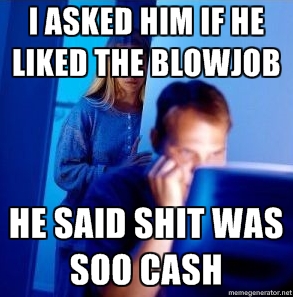 I ASKED HIM IF HE
LIKED THE BLOWJOB
HE SAID SHIT WAS
SOO CASH
memegenerator.net